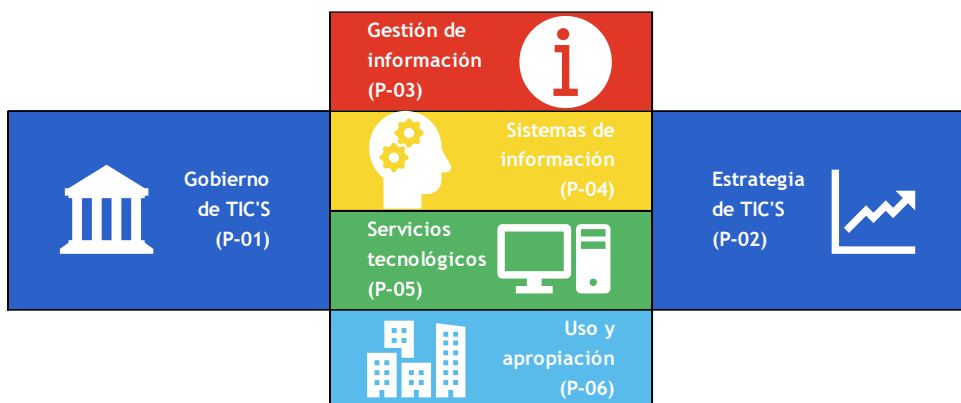 Gestión de
información
(P-03)
Sistemas de
información
(P-04)
Gobierno
de TIC'S
(P-01)
Estrategia
de TIC'S
(P-02)
Servicios
tecnológicos
(P-05)
Uso y
apropiación
(P-06)